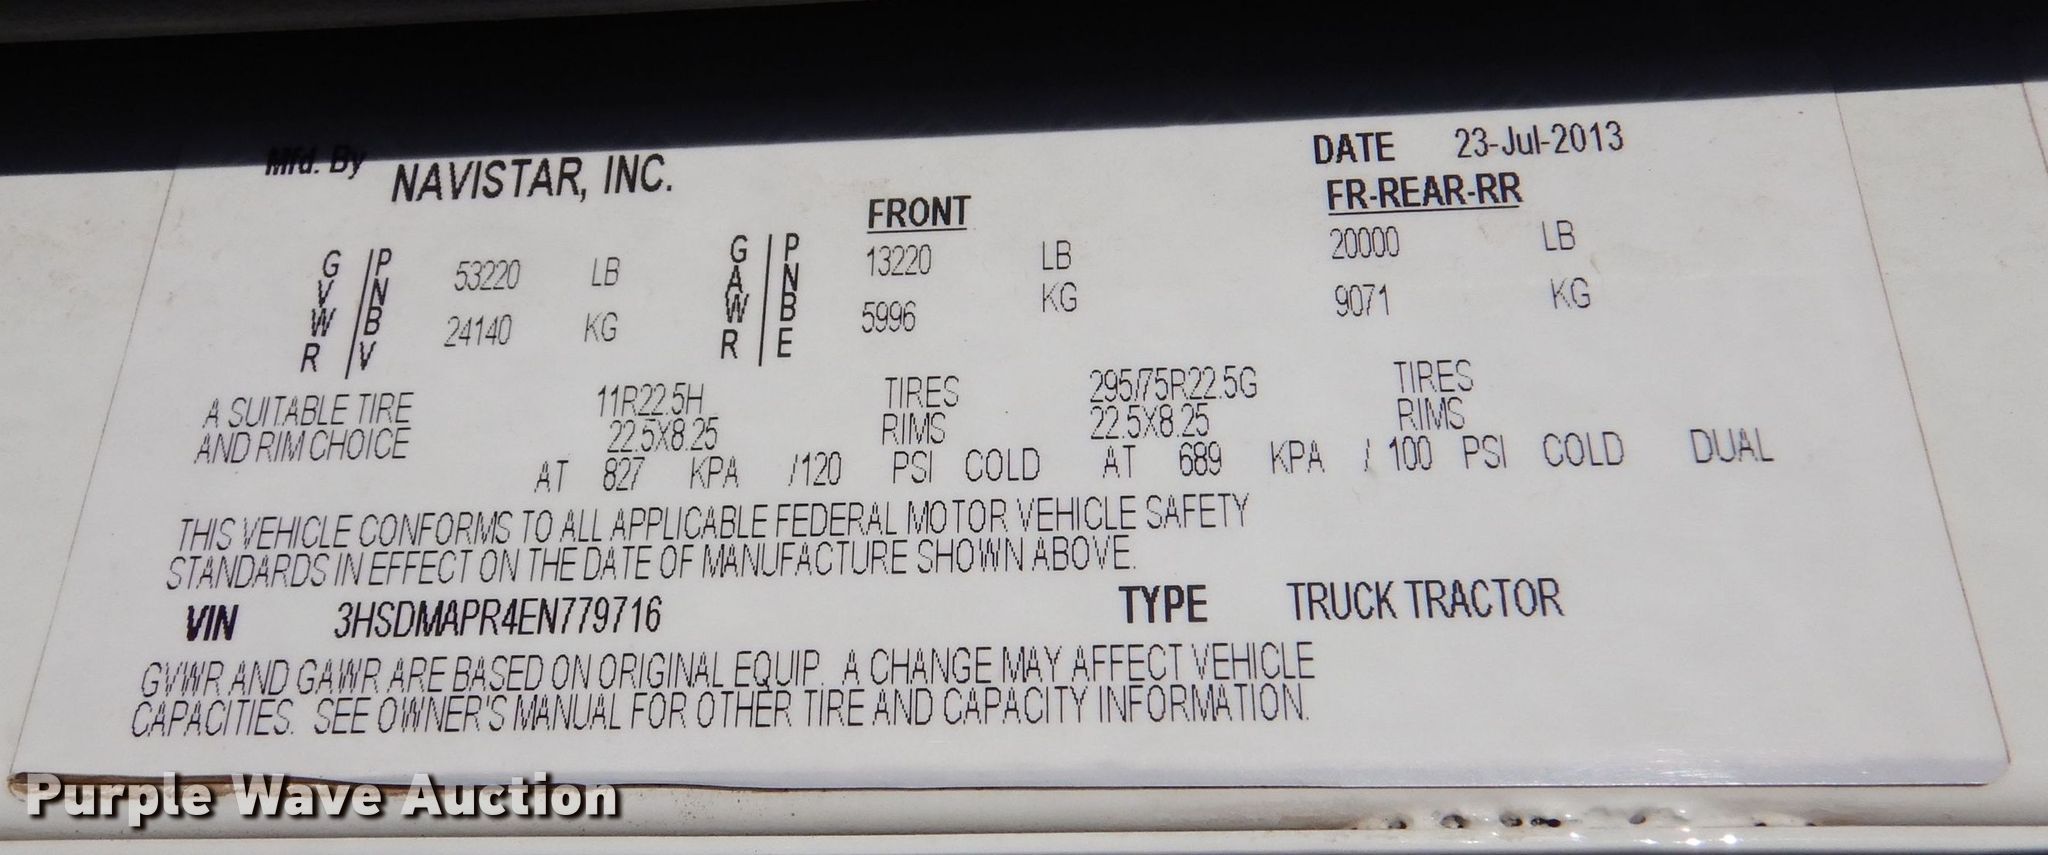 Mfd. By NAVISTAR, INC. DATE 23-Jul-2013
FRONT FR-REAR-RR
GVWR / PNBV 53220 LB GAWR / PNBE 13220 LB 20000 LB
24140 KG 5996 KG 9071 KG
A SUITABLE TIRE 11R22.5H TIRES 295/75R22.5G TIRES
AND RIM CHOICE 22.5X8.25 RIMS 22.5X8.25 RIMS
AT 827 KPA /120 PSI COLD AT 689 KPA / 100 PSI COLD DUAL
THIS VEHICLE CONFORMS TO ALL APPLICABLE FEDERAL MOTOR VEHICLE SAFETY
STANDARDS IN EFFECT ON THE DATE OF MANUFACTURE SHOWN ABOVE.
VIN 3HSDMAPR4EN779716 TYPE TRUCK TRACTOR
GVWR AND GAWR ARE BASED ON ORIGINAL EQUIP. A CHANGE MAY AFFECT VEHICLE
CAPACITIES. SEE OWNER'S MANUAL FOR OTHER TIRE AND CAPACITY INFORMATION.
Purple Wave Auction